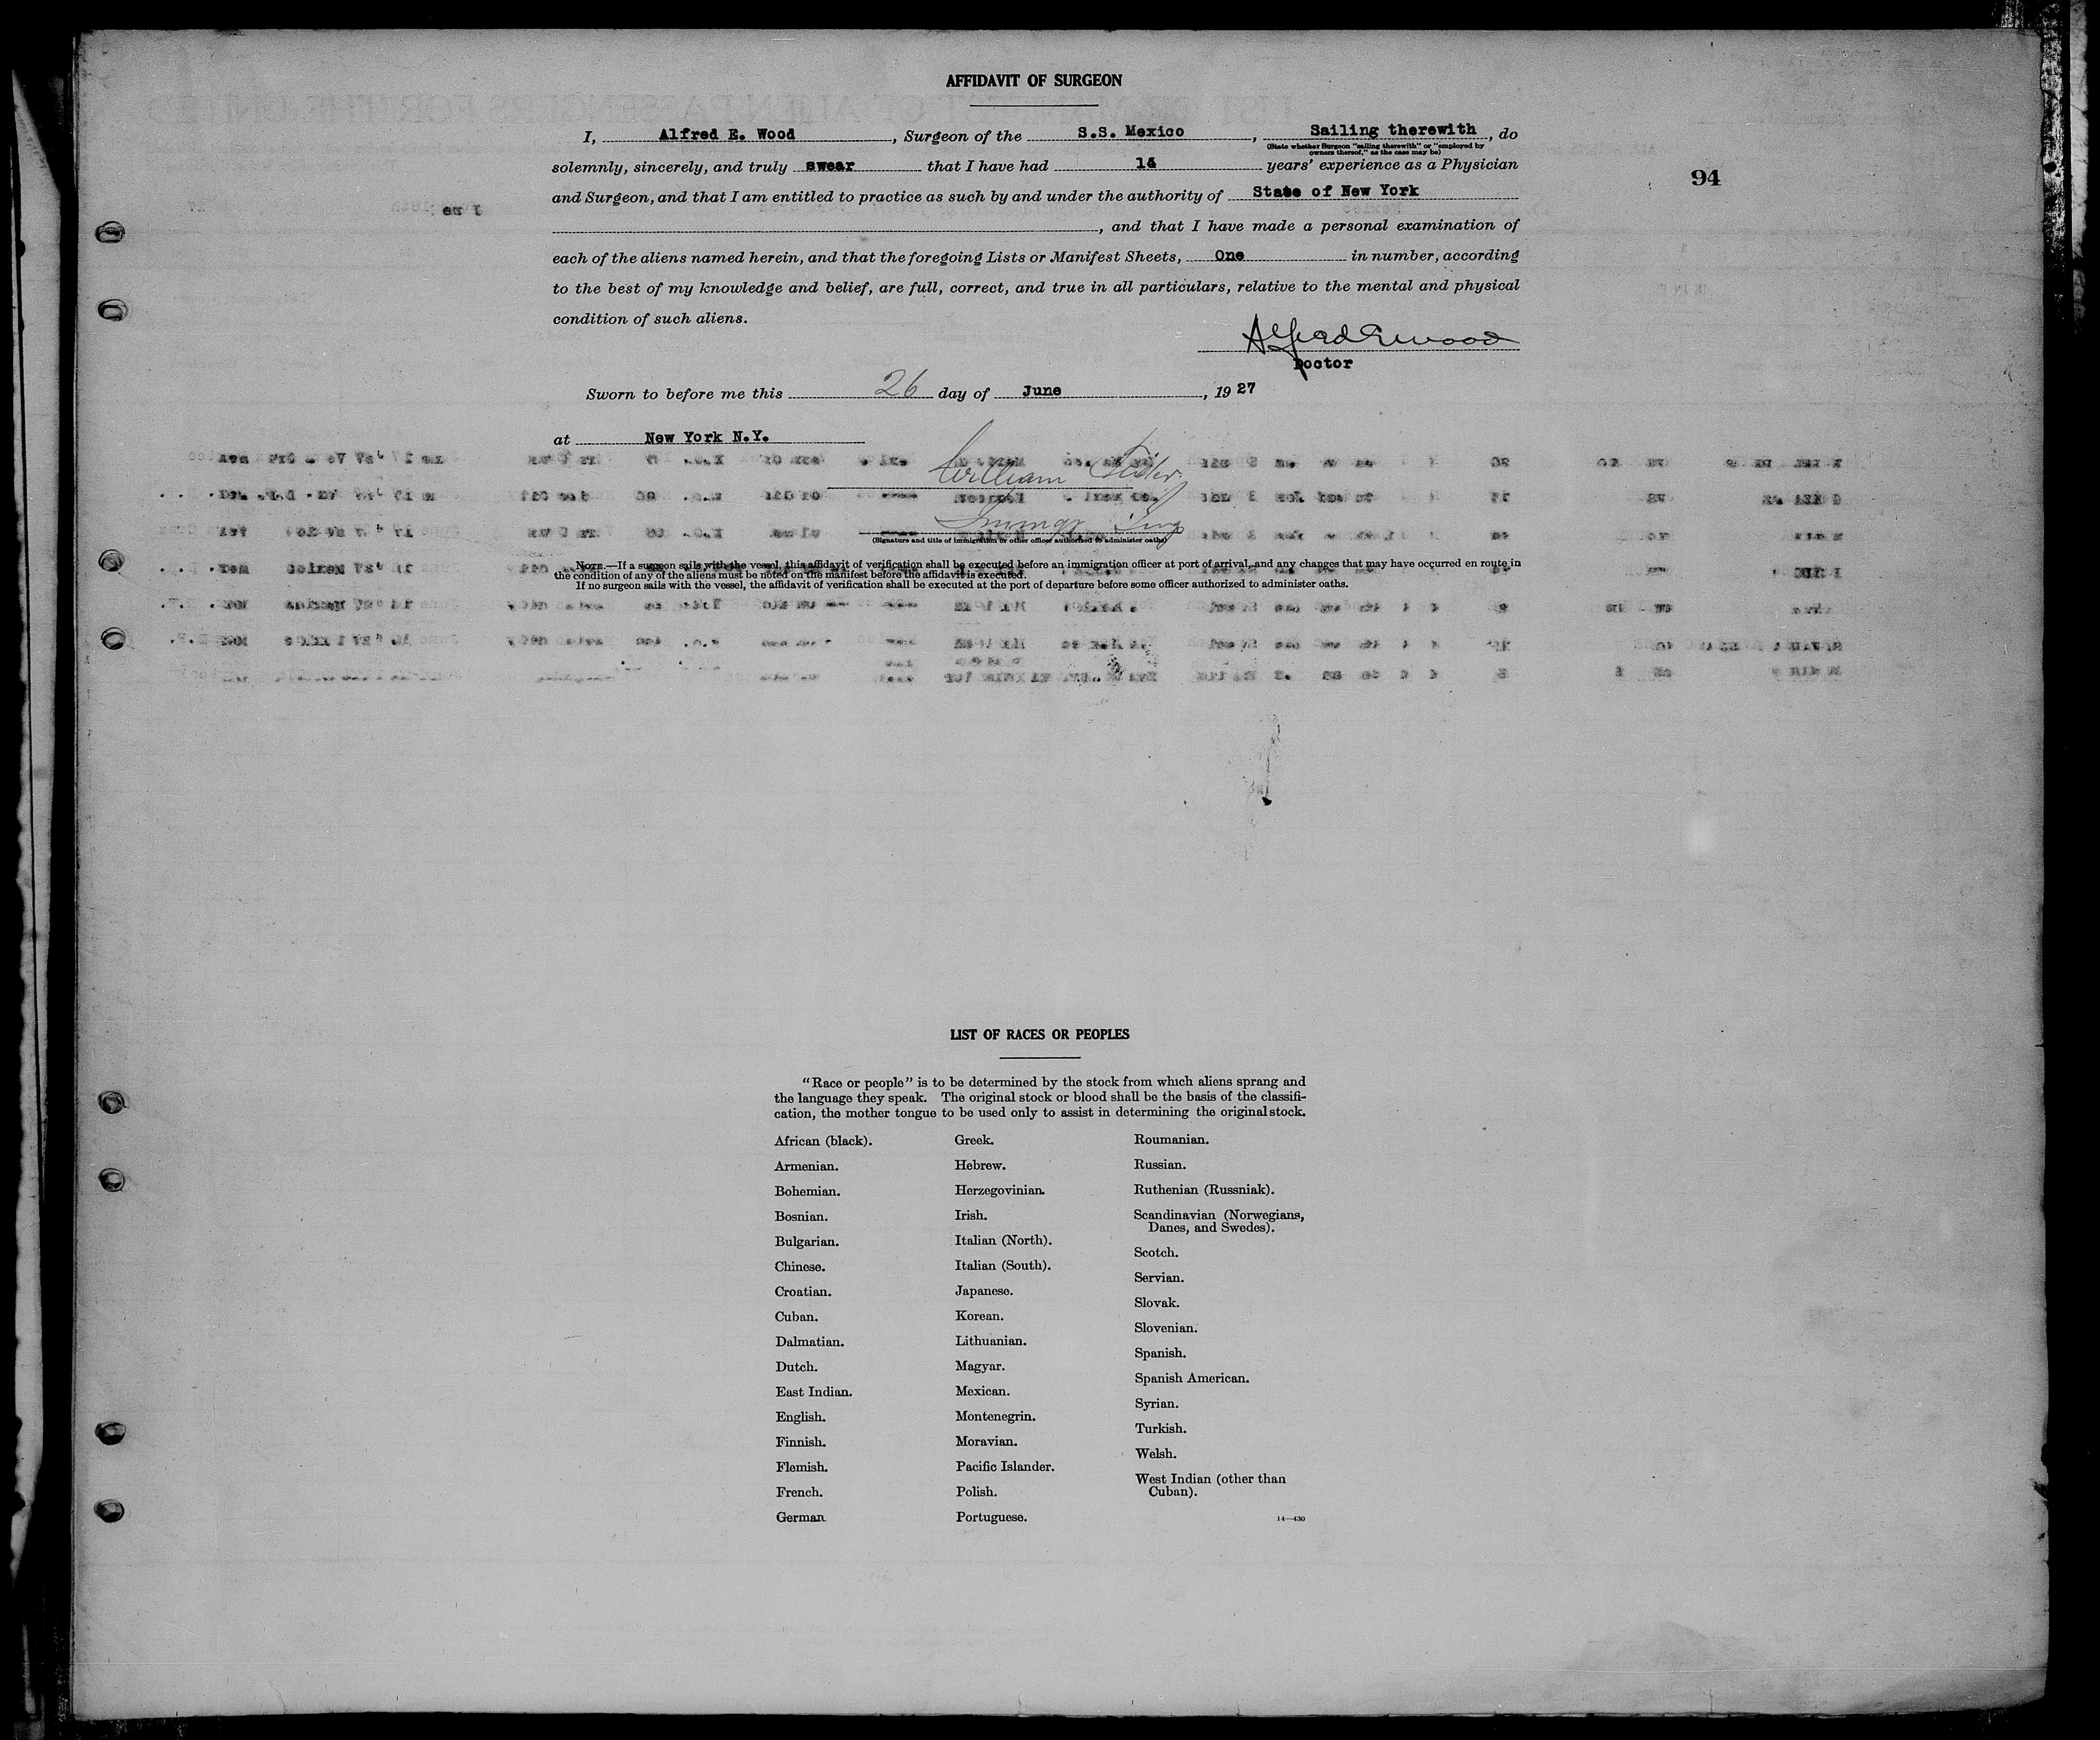 AFFIDAVIT OF SURGEON
I, Alfred E. Wood, Surgeon of the S.S. Mexico, Sailing therewith, do
(State whether Surgeon "sailing therewith" or "employed by
owners thereof," as the case may be)
solemnly, sincerely, and truly swear that I have had years' experience as a Physician
94
and Surgeon, and that I am entitled to practice as such by and under the authority of State of New York
, and that I have made a personal examination of
each of the aliens named herein, and that the foregoing Lists or Manifest Sheets, One in number, according
to the best of my knowledge and belief, are full, correct, and true in all particulars, relative to the mental and physical
condition of such aliens.
Alfred E Wood
Doctor
Sworn to before me this 26 day of June, 1927
at New York N.Y.
William
(Signature and title of immigration or other officer authorized to administer oaths)
NOTE.—If a surgeon sails with the vessel, this affidavit of verification shall be executed before an immigration officer at port of arrival, and any changes that may have occurred en route in
the condition of any of the aliens must be noted on the manifest before the affidavit is executed.
If no surgeon sails with the vessel, the affidavit of verification shall be executed at the port of departure before some officer authorized to administer oaths.
LIST OF RACES OR PEOPLES
"Race or people" is to be determined by the stock from which aliens sprang and
the language they speak. The original stock or blood shall be the basis of the classifi-
cation, the mother tongue to be used only to assist in determining the original stock.
African (black).
Armenian.
Bohemian.
Bosnian.
Bulgarian.
Chinese.
Croatian.
Cuban.
Dalmatian.
Dutch.
East Indian.
English.
Finnish.
Flemish.
French.
German
Greek.
Hebrew.
Herzegovinian.
Irish.
Italian (North).
Italian (South).
Japanese.
Korean.
Lithuanian.
Magyar.
Mexican.
Montenegrin.
Moravian.
Pacific Islander.
Polish.
Portuguese.
Roumanian.
Russian.
Ruthenian (Russniak).
Scandinavian (Norwegians,
Danes, and Swedes).
Scotch.
Servian.
Slovak.
Slovenian.
Spanish.
Spanish American.
Syrian.
Turkish.
Welsh.
West Indian (other than
Cuban).
14—430